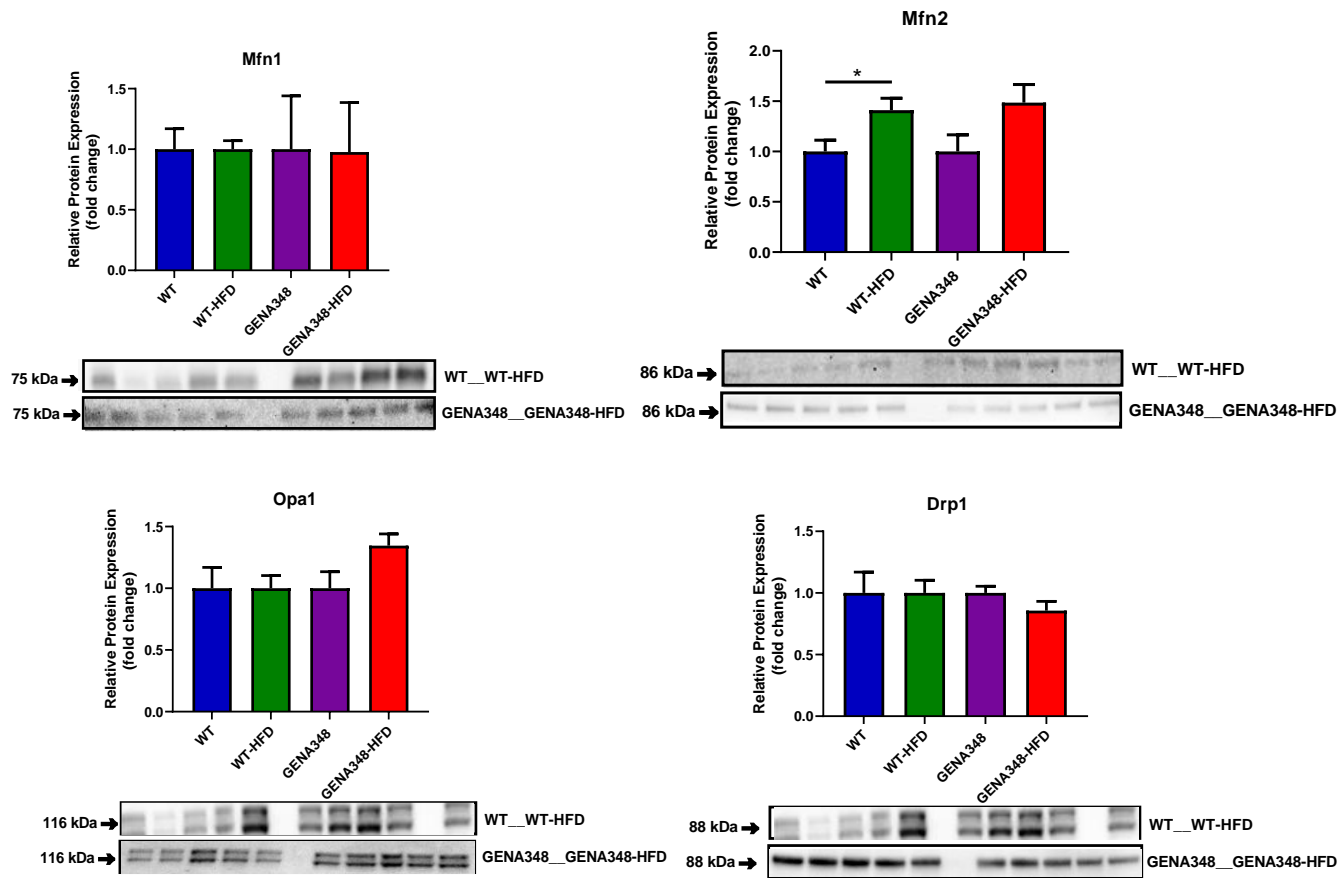 Mfn1
Relative Protein Expression
(fold change)
1.5
1.0
0.5
0.0
WT
WT-HFD
GENA348
GENA348-HFD
75 kDa
WT__WT-HFD
75 kDa
GENA348__GENA348-HFD
Mfn2
Relative Protein Expression
(fold change)
2.0
1.5
1.0
0.5
0.0
*
WT
WT-HFD
GENA348
GENA348-HFD
86 kDa
WT__WT-HFD
86 kDa
GENA348__GENA348-HFD
Opa1
Relative Protein Expression
(fold change)
1.5
1.0
0.5
0.0
WT
WT-HFD
GENA348
GENA348-HFD
116 kDa
WT__WT-HFD
116 kDa
GENA348__GENA348-HFD
Drp1
Relative Protein Expression
(fold change)
1.5
1.0
0.5
0.0
WT
WT-HFD
GENA348
GENA348-HFD
88 kDa
WT__WT-HFD
88 kDa
GENA348__GENA348-HFD